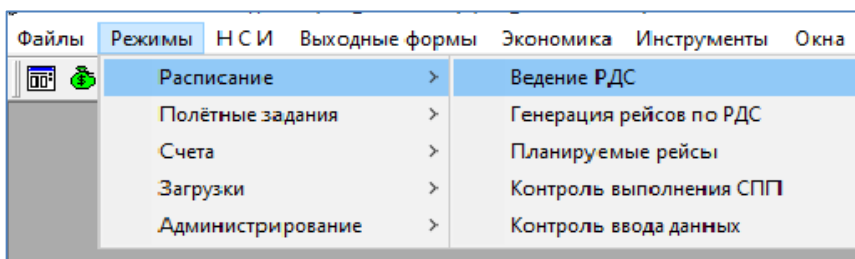 Файлы Режимы Н С И Выходные формы Экономика Инструменты Окна
Расписание > Ведение РДС
Полётные задания > Генерация рейсов по РДС
Счета > Планируемые рейсы
Загрузки > Контроль выполнения СПП
Администрирование > Контроль ввода данных